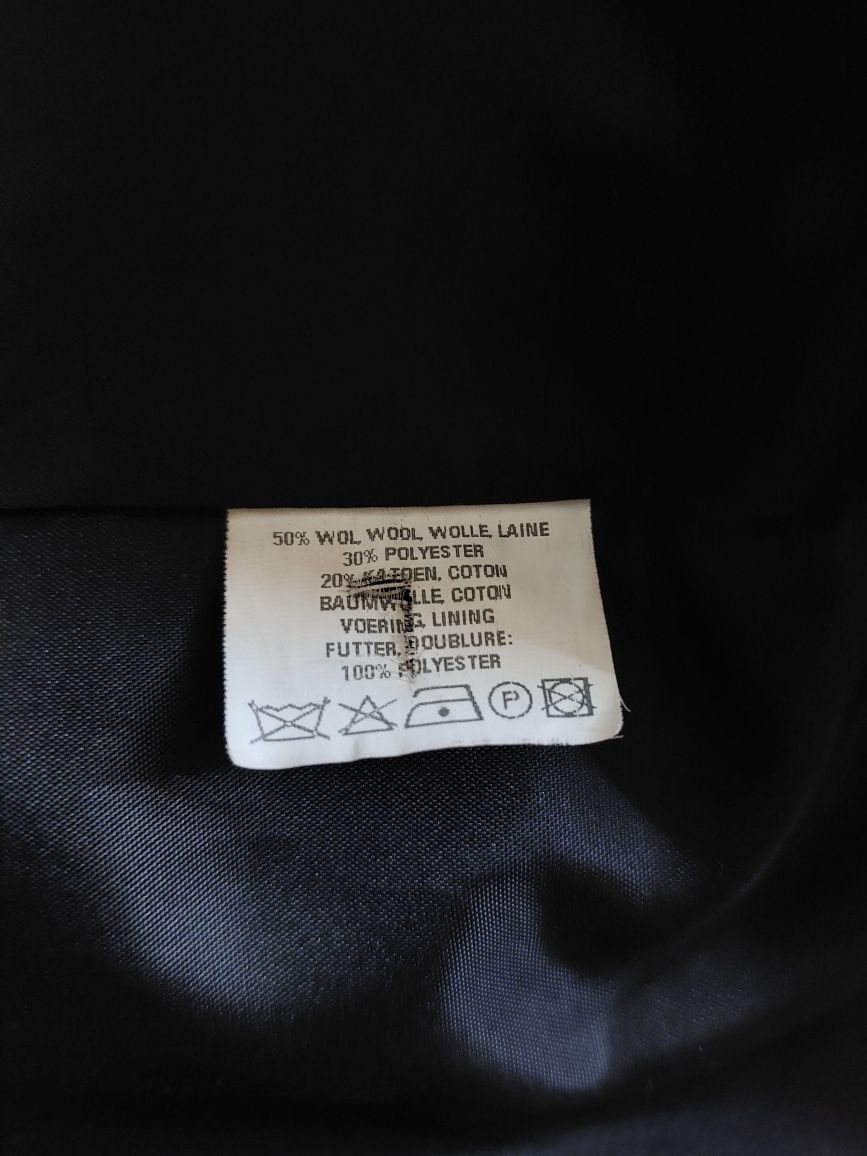 50% WOL, WOOL, WOLLE, LAINE
30% POLYESTER
20% KATOEN, COTON
BAUMWOLLE, COTON
VOERING, LINING
FUTTER, DOUBLURE:
100% POLYESTER
P